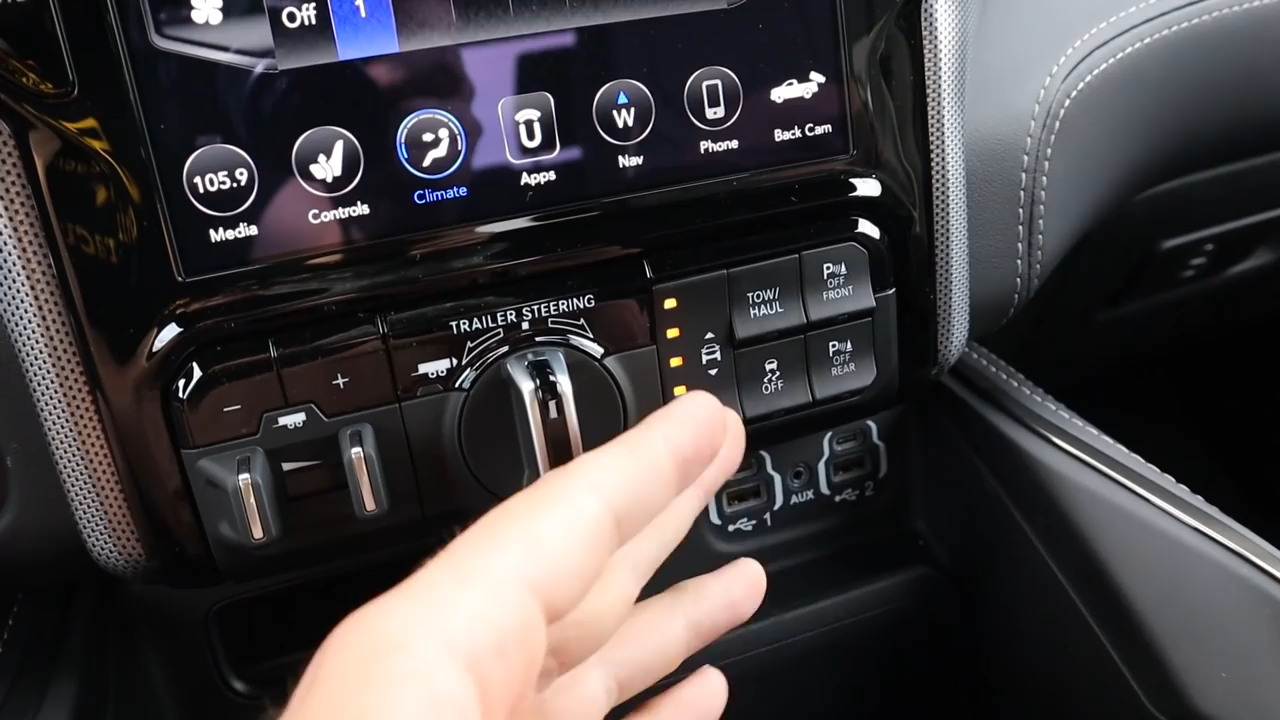 Off 1
105.9
Media
Controls
Climate
U
Apps
W
Nav
Phone
Back Cam
TRAILER STEERING
− +
TOW/
HAUL
P
OFF
FRONT
OFF
P
OFF
REAR
1
AUX
2